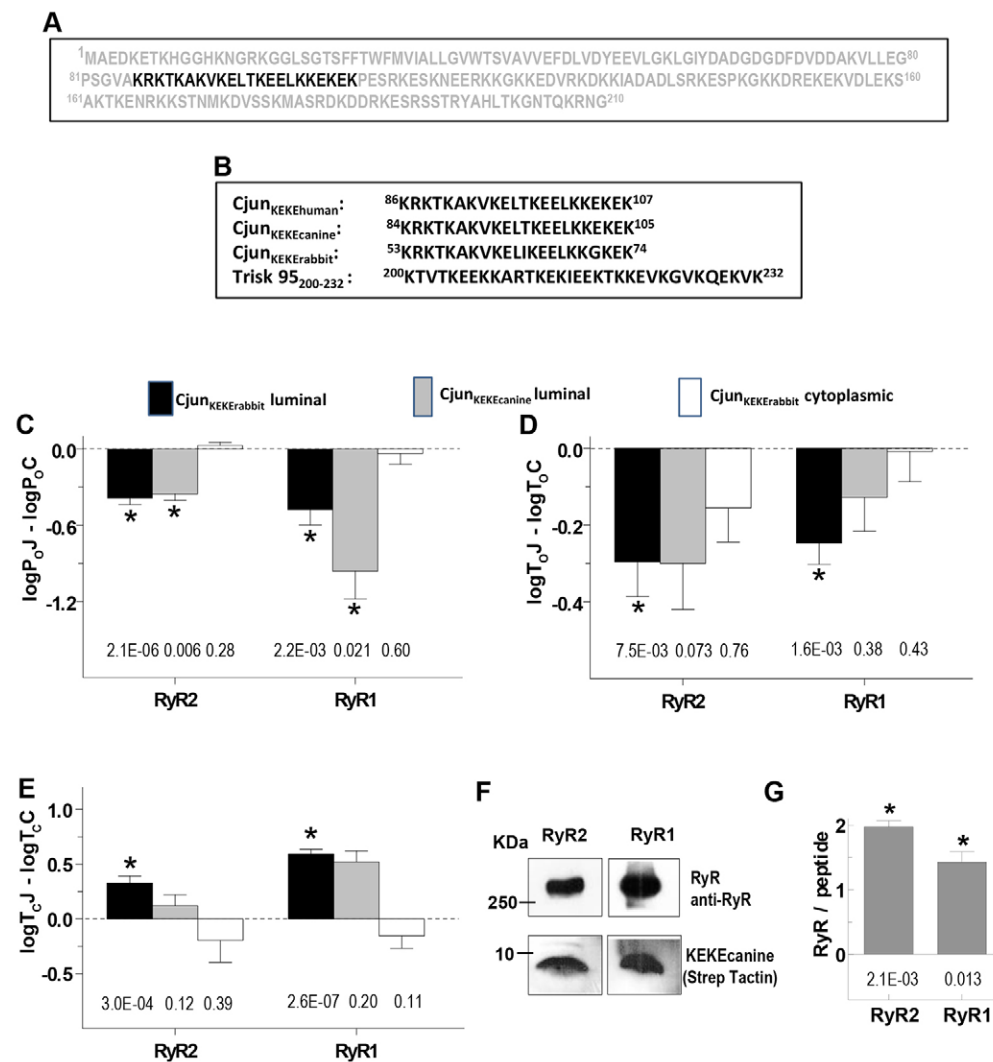 A
1MAEDKETKHGGHKNGRKGGLSGTSFFTWFMVIALLGVWTSVAVVEFDLVDYEEVLGKLGIYDADGDGDFDVDDAKVLLEG80
81PSGVAKRKTKAKVKELTKEELKKEKEKPESRKESKNEERKKGKKEDVRKDKKIADADLSRKESPKGKKDREKEKVDLEKS160
161AKTKENRKKSTNMKDVSSKMASRDKDDRKESRSSTRYAHLTKGNTQKRNG210
B
CjunKEKEhuman: 86KRKTKAKVKELTKEELKKEKEK107
CjunKEKEcanine: 84KRKTKAKVKELTKEELKKEKEK105
CjunKEKErabbit: 53KRKTKAKVKELIKEELKKGKEK74
Trisk 95200-232 : 200KTVTKEEKKARTKEKIEEKTKKEVKGVKQEKVK232
CjunKEKErabbit luminal
CjunKEKEcanine luminal
CjunKEKErabbit cytoplasmic
C
logPOJ - logPOC
0.0
-0.6
-1.2
* * * *
2.1E-06 0.006 0.28 2.2E-03 0.021 0.60
RyR2 RyR1
D
logTOJ - logTOC
0.0
-0.2
-0.4
* *
7.5E-03 0.073 0.76 1.6E-03 0.38 0.43
RyR2 RyR1
E
logTCJ - logTCC
1.0
0.5
0.0
-0.5
* *
3.0E-04 0.12 0.39 2.6E-07 0.20 0.11
RyR2 RyR1
F
KDa RyR2 RyR1
250
RyR
anti-RyR
10
KEKEcanine
(Strep Tactin)
G
RyR / peptide
2
1
0
* *
2.1E-03 0.013
RyR2 RyR1